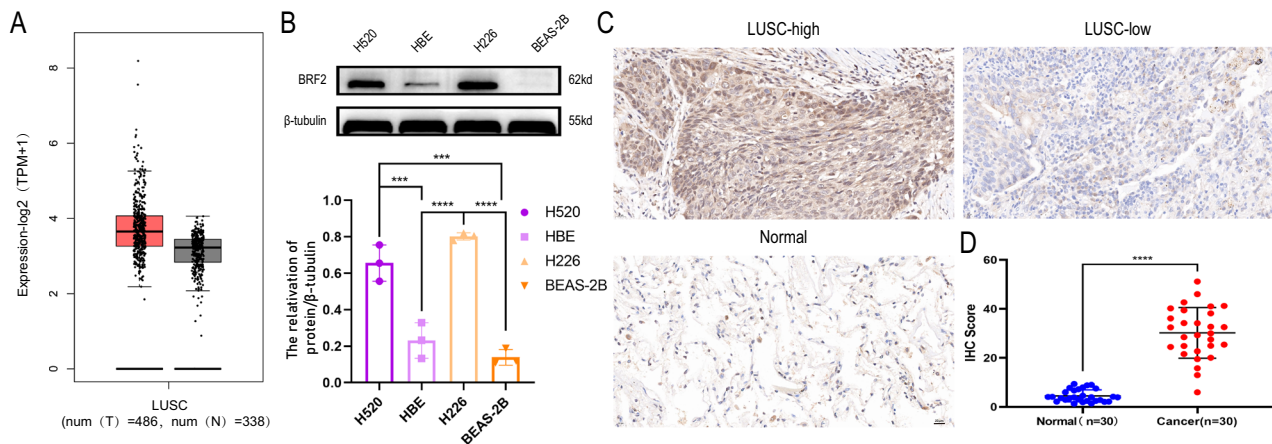 A
Expression-log2（TPM+1）
8
6
4
2
0
LUSC
(num（T）=486，num（N）=338)
B
H520
HBE
H226
BEAS-2B
BRF2
62kd
β-tubulin
55kd
The relativation of
protein/β-tubulin
1.0
0.8
0.6
0.4
0.2
0.0
***
***
****
****
H520
HBE
H226
BEAS-2B
H520
HBE
H226
BEAS-2B
C
LUSC-high
LUSC-low
Normal
D
IHC Score
60
40
20
0
****
Normal（n=30）
Cancer(n=30)